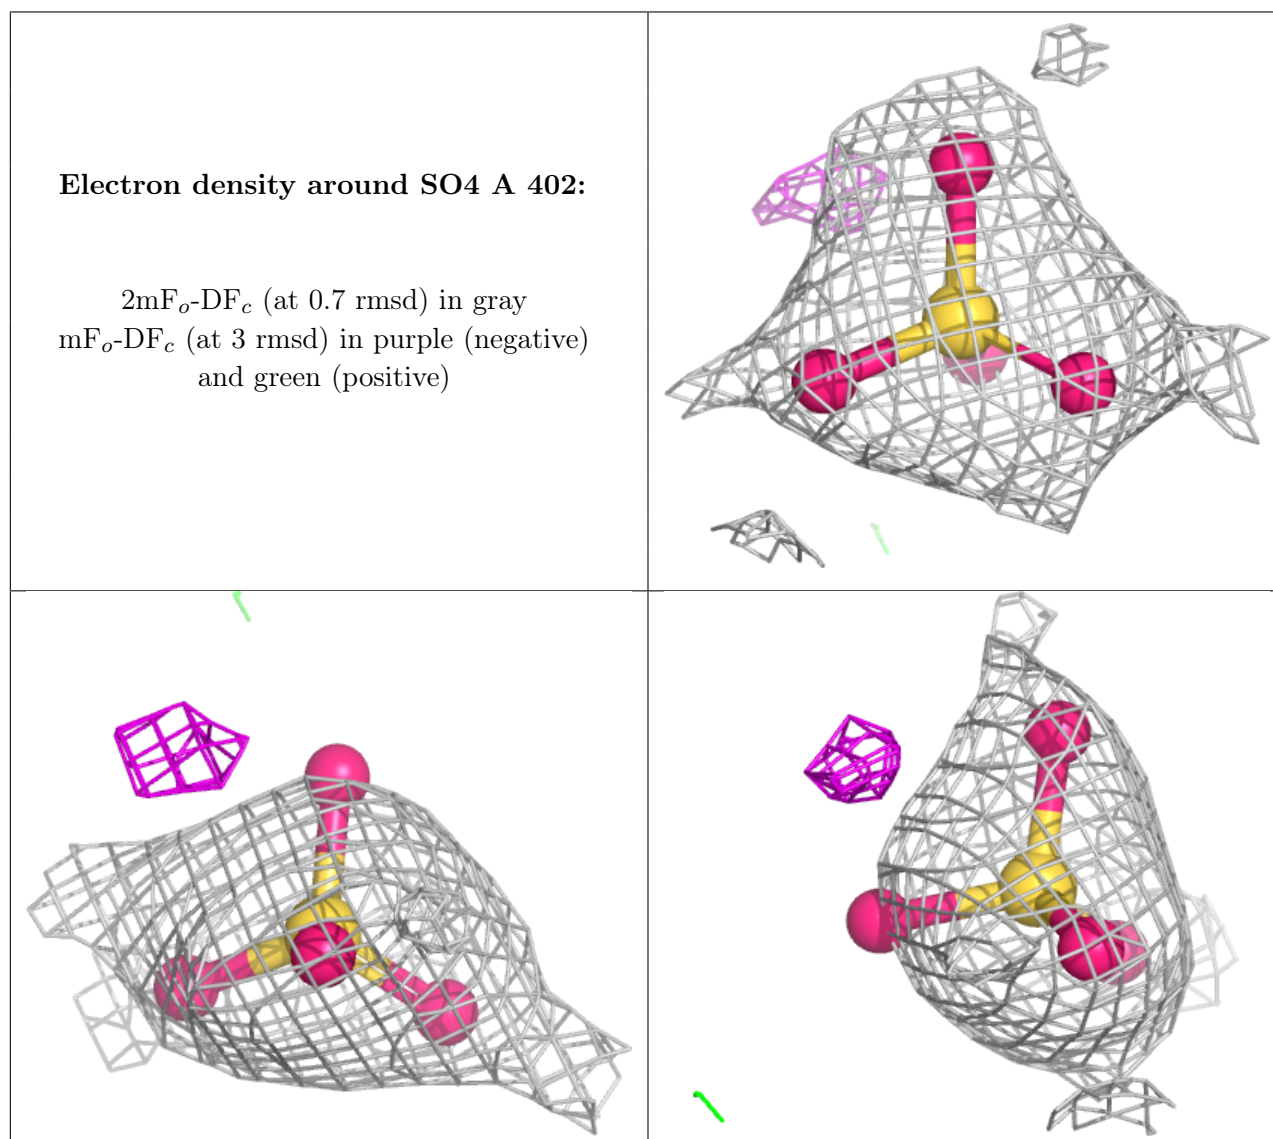 Electron density around SO4 A 402:
2mFo-DFc (at 0.7 rmsd) in gray
mFo-DFc (at 3 rmsd) in purple (negative)
and green (positive)